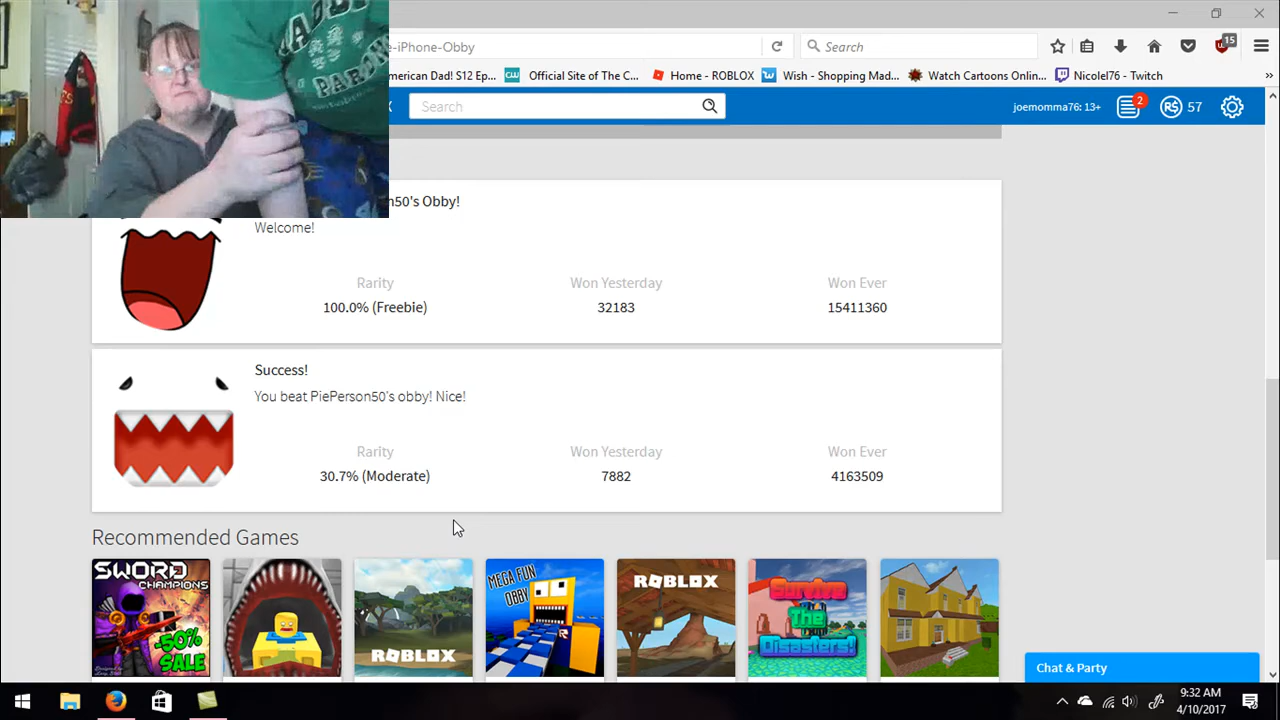 e-iPhone-Obby
Search
15
merican Dad! S12 Ep...
Official Site of The C...
Home - ROBLOX
Wish - Shopping Mad...
Watch Cartoons Onlin...
Nicolel76 - Twitch
»
X
Search
joemomma76: 13+
2
R$ 57
n50's Obby!
Welcome!
Rarity
Won Yesterday
Won Ever
100.0% (Freebie)
32183
15411360
Success!
You beat PiePerson50's obby! Nice!
Rarity
Won Yesterday
Won Ever
30.7% (Moderate)
7882
4163509
Recommended Games
SWORD
CHAMPIONS
-50%
SALE
ROBLOX
MEGA FUN
OBBY
ROBLOX
Survive
The
Disasters!
Chat & Party
9:32 AM
4/10/2017